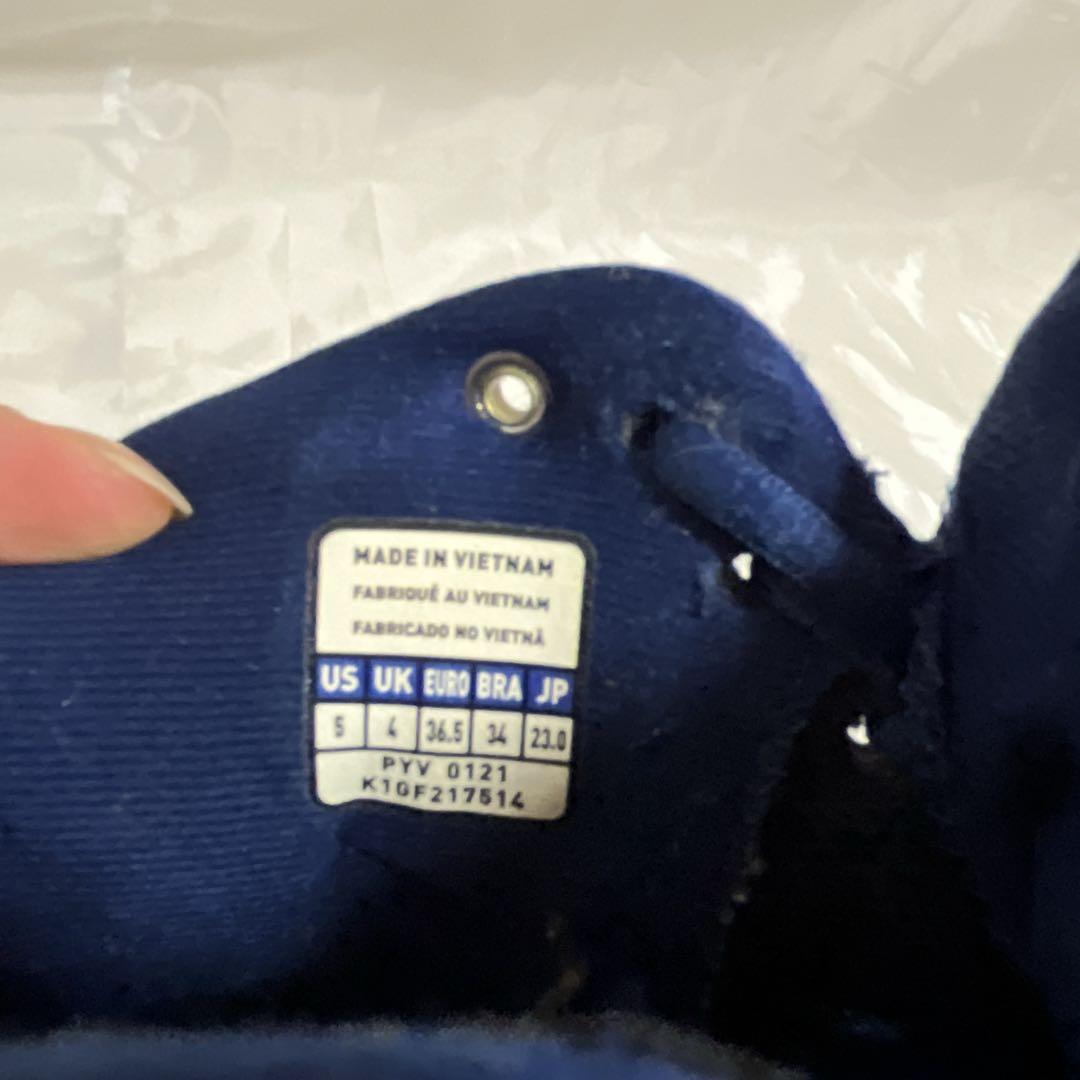 MADE IN VIETNAM
FABRIQUÉ AU VIETNAM
FABRICADO NO VIETNÃ
US UK EURO BRA JP
5 4 36.5 34 23.0
PYV 0121
K1GF217514